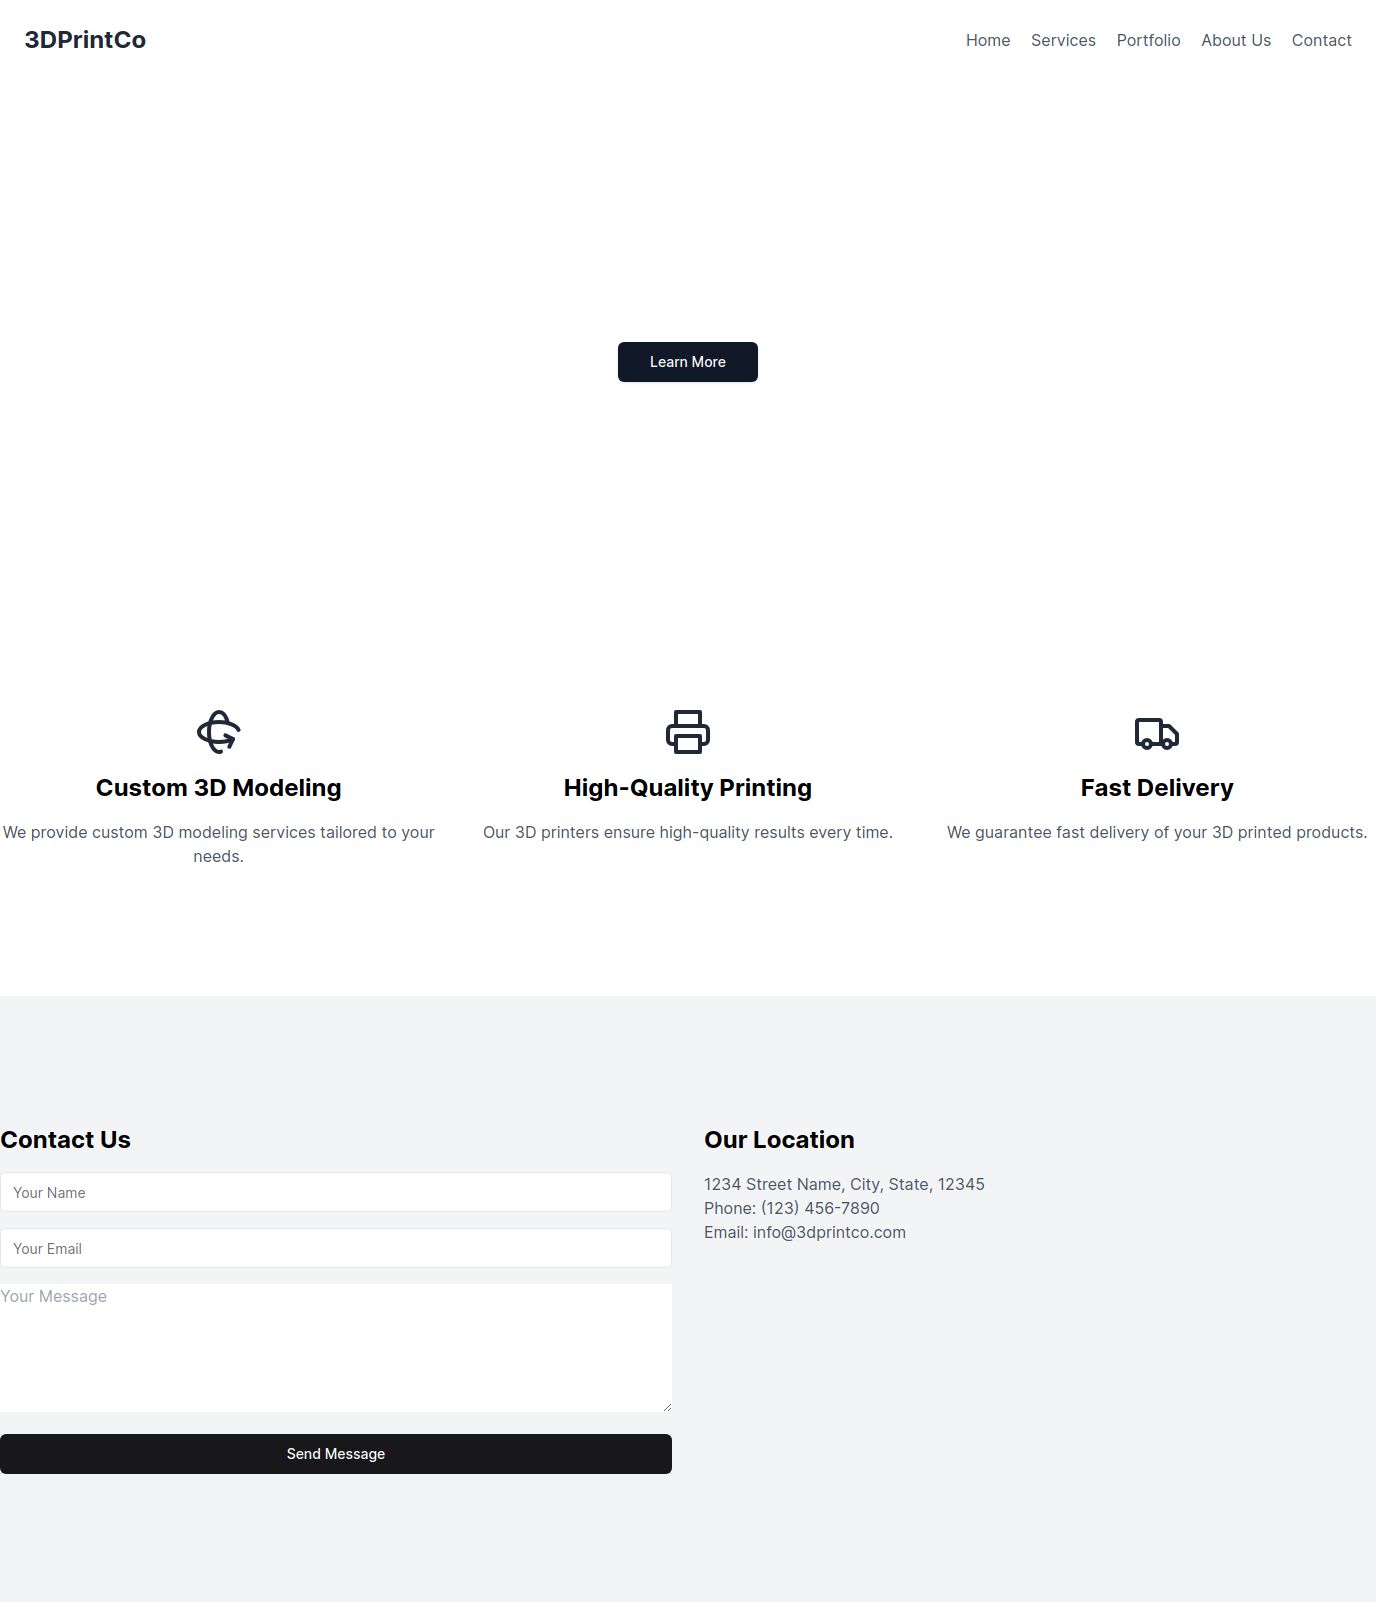 3DPrintCo
Home Services Portfolio About Us Contact
Learn More
Custom 3D Modeling
We provide custom 3D modeling services tailored to your
needs.
High-Quality Printing
Our 3D printers ensure high-quality results every time.
Fast Delivery
We guarantee fast delivery of your 3D printed products.
Contact Us
Your Name
Your Email
Your Message
Send Message
Our Location
1234 Street Name, City, State, 12345
Phone: (123) 456-7890
Email: info@3dprintco.com